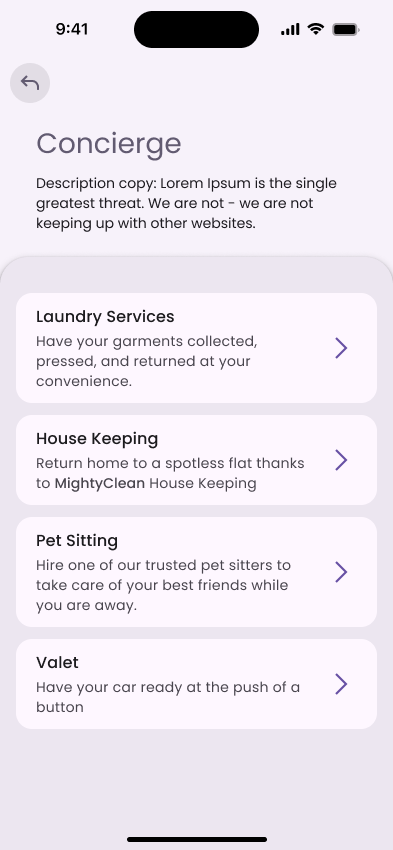 9:41
Concierge
Description copy: Lorem Ipsum is the single
greatest threat. We are not - we are not
keeping up with other websites.
Laundry Services
Have your garments collected,
pressed, and returned at your
convenience.
House Keeping
Return home to a spotless flat thanks
to MightyClean House Keeping
Pet Sitting
Hire one of our trusted pet sitters to
take care of your best friends while
you are away.
Valet
Have your car ready at the push of a
button